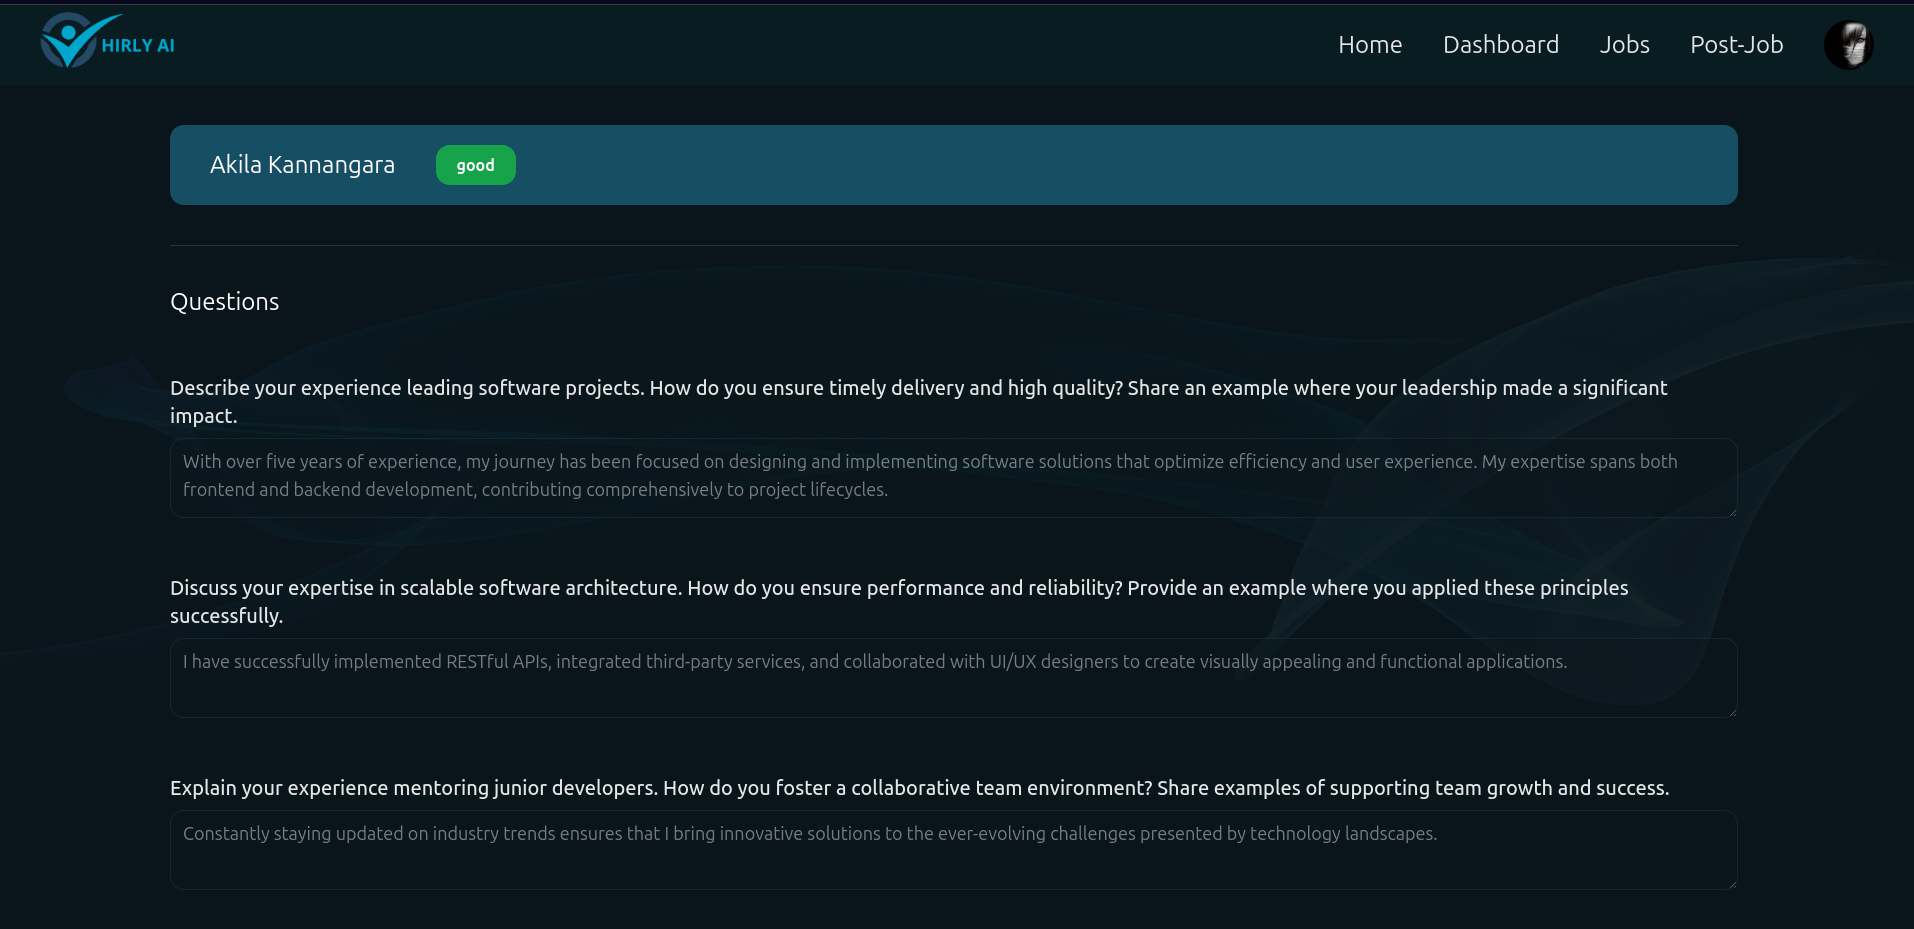 HIRLY AI
Home Dashboard Jobs Post-Job
Akila Kannangara good
Questions
Describe your experience leading software projects. How do you ensure timely delivery and high quality? Share an example where your leadership made a significant
impact.
With over five years of experience, my journey has been focused on designing and implementing software solutions that optimize efficiency and user experience. My expertise spans both
frontend and backend development, contributing comprehensively to project lifecycles.
Discuss your expertise in scalable software architecture. How do you ensure performance and reliability? Provide an example where you applied these principles
successfully.
I have successfully implemented RESTful APIs, integrated third-party services, and collaborated with UI/UX designers to create visually appealing and functional applications.
Explain your experience mentoring junior developers. How do you foster a collaborative team environment? Share examples of supporting team growth and success.
Constantly staying updated on industry trends ensures that I bring innovative solutions to the ever-evolving challenges presented by technology landscapes.